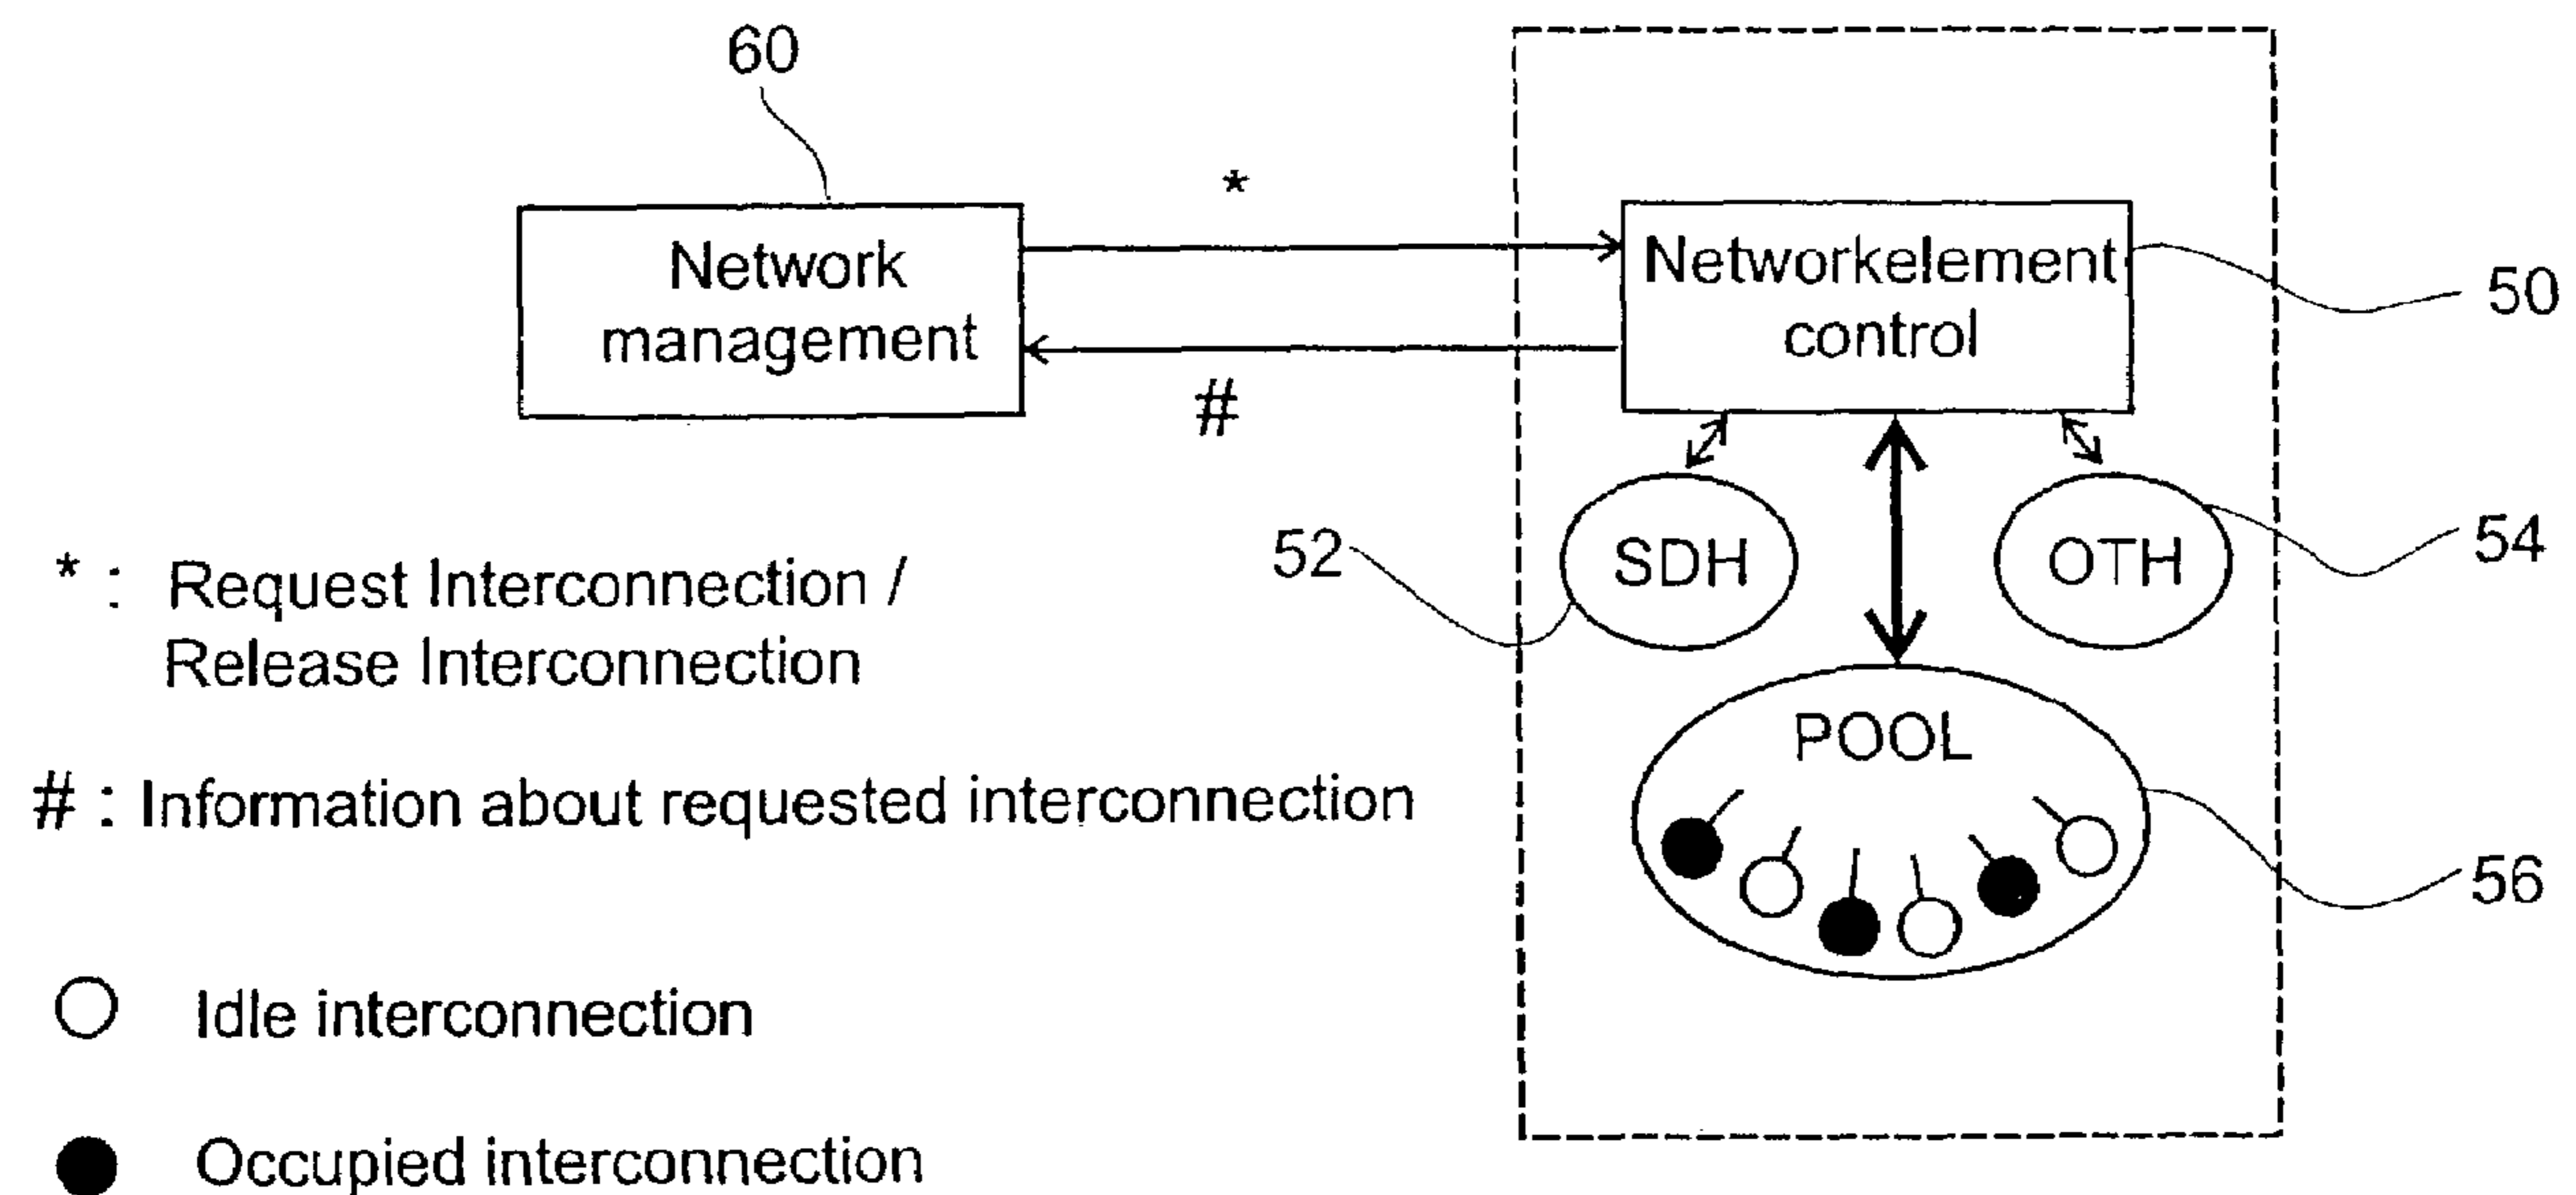 60
*
Network
management
Networkelement
control
50
#
52
SDH
OTH
54
* : Request Interconnection /
Release Interconnection
POOL
# : Information about requested interconnection
56
Idle interconnection
Occupied interconnection